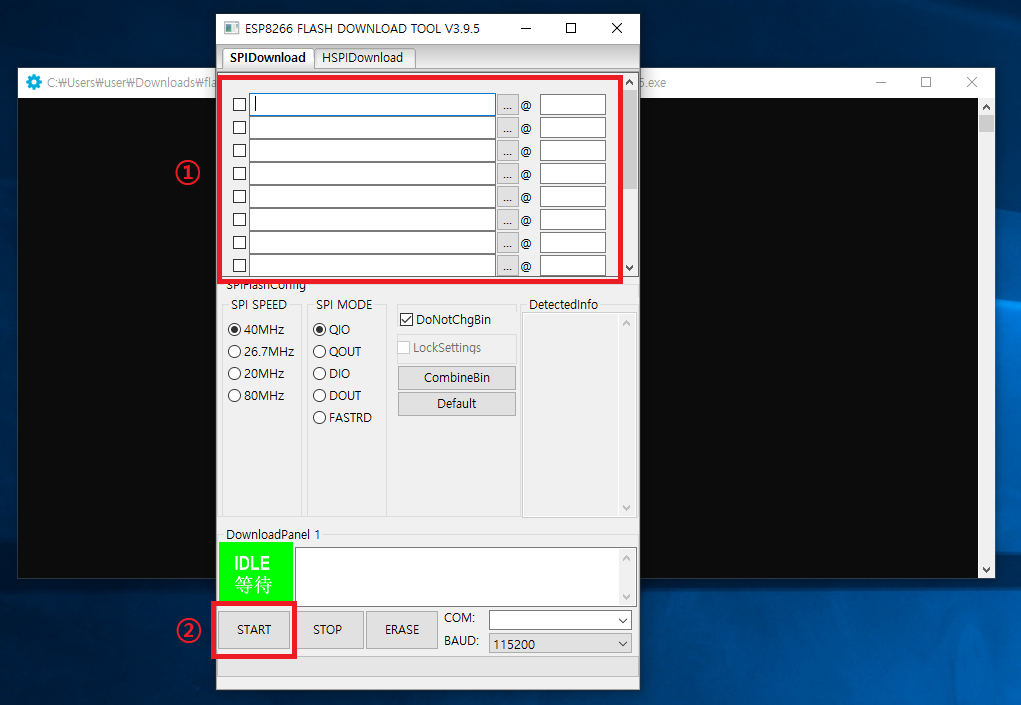 ESP8266 FLASH DOWNLOAD TOOL V3.9.5
SPIDownload HSPIDownload
C:₩Users₩user₩Downloads₩fla 5.exe
①
... @
... @
... @
... @
... @
... @
... @
... @
SPIFlashConfig
SPI SPEED
40MHz
26.7MHz
20MHz
80MHz
SPI MODE
QIO
QOUT
DIO
DOUT
FASTRD
DoNotChgBin
LockSettings
CombineBin
Default
DetectedInfo
DownloadPanel 1
IDLE
等待
②
START STOP ERASE
COM:
BAUD: 115200